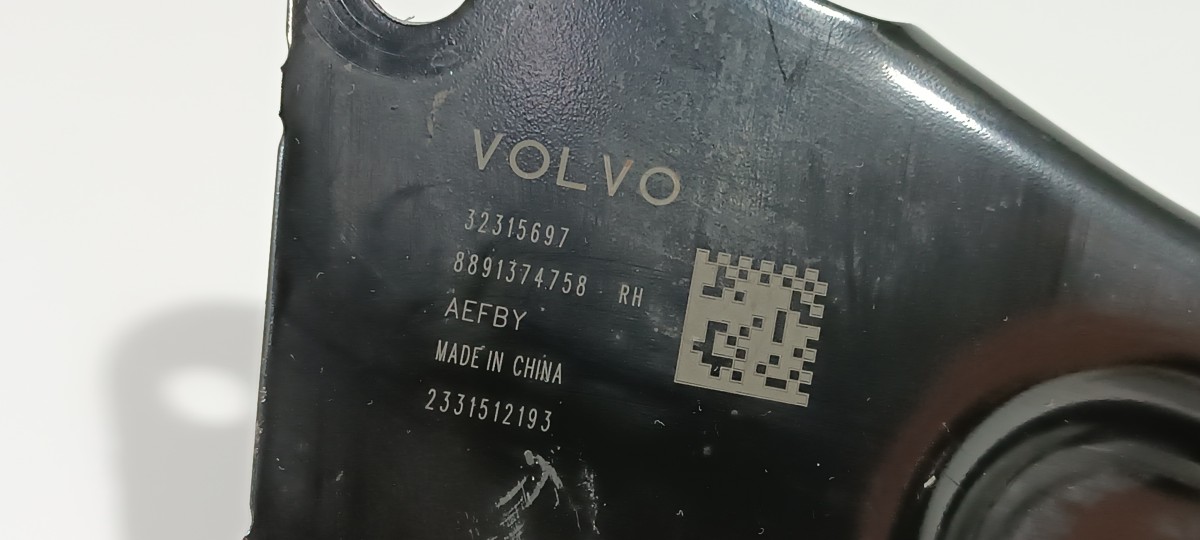 VOLVO
32315697
8891374758 RH
AEFBY
MADE IN CHINA
2331512193